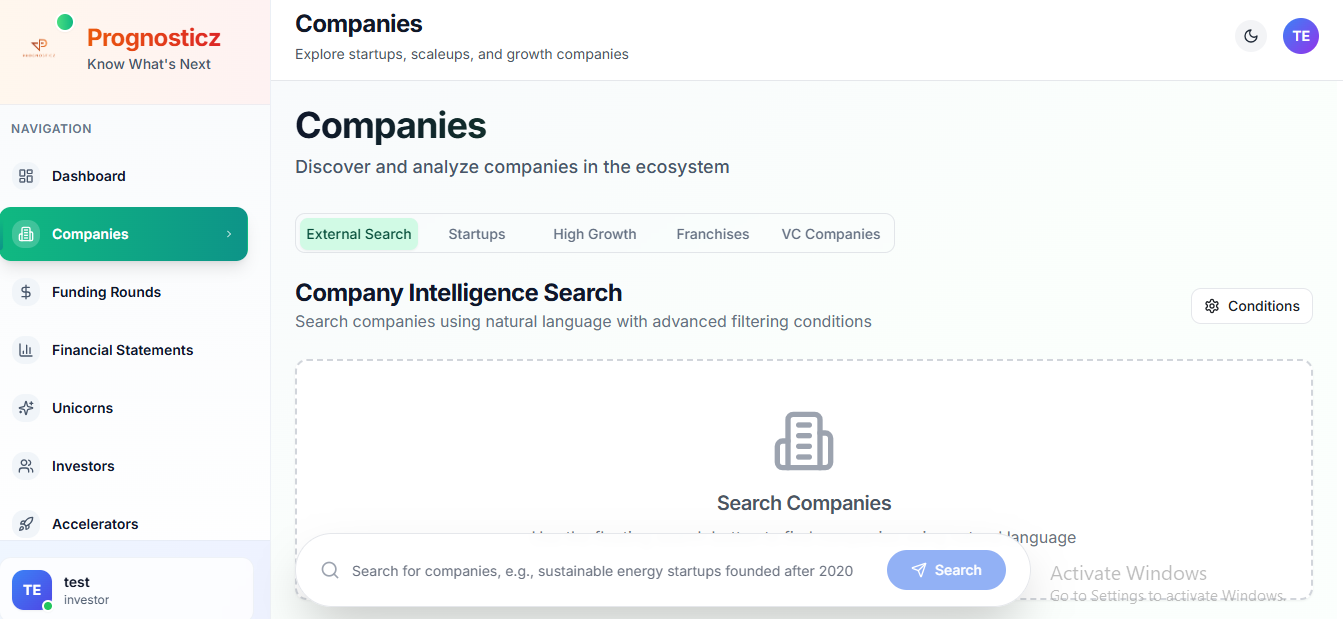 Prognosticz
Know What's Next
NAVIGATION
Dashboard
Companies
Funding Rounds
Financial Statements
Unicorns
Investors
Accelerators
TE
test
investor
Companies
Explore startups, scaleups, and growth companies
TE
Companies
Discover and analyze companies in the ecosystem
External Search
Startups
High Growth
Franchises
VC Companies
Company Intelligence Search
Search companies using natural language with advanced filtering conditions
Conditions
Search Companies
language
Search for companies, e.g., sustainable energy startups founded after 2020
Search
Activate Windows
Go to Settings to activate Windows.